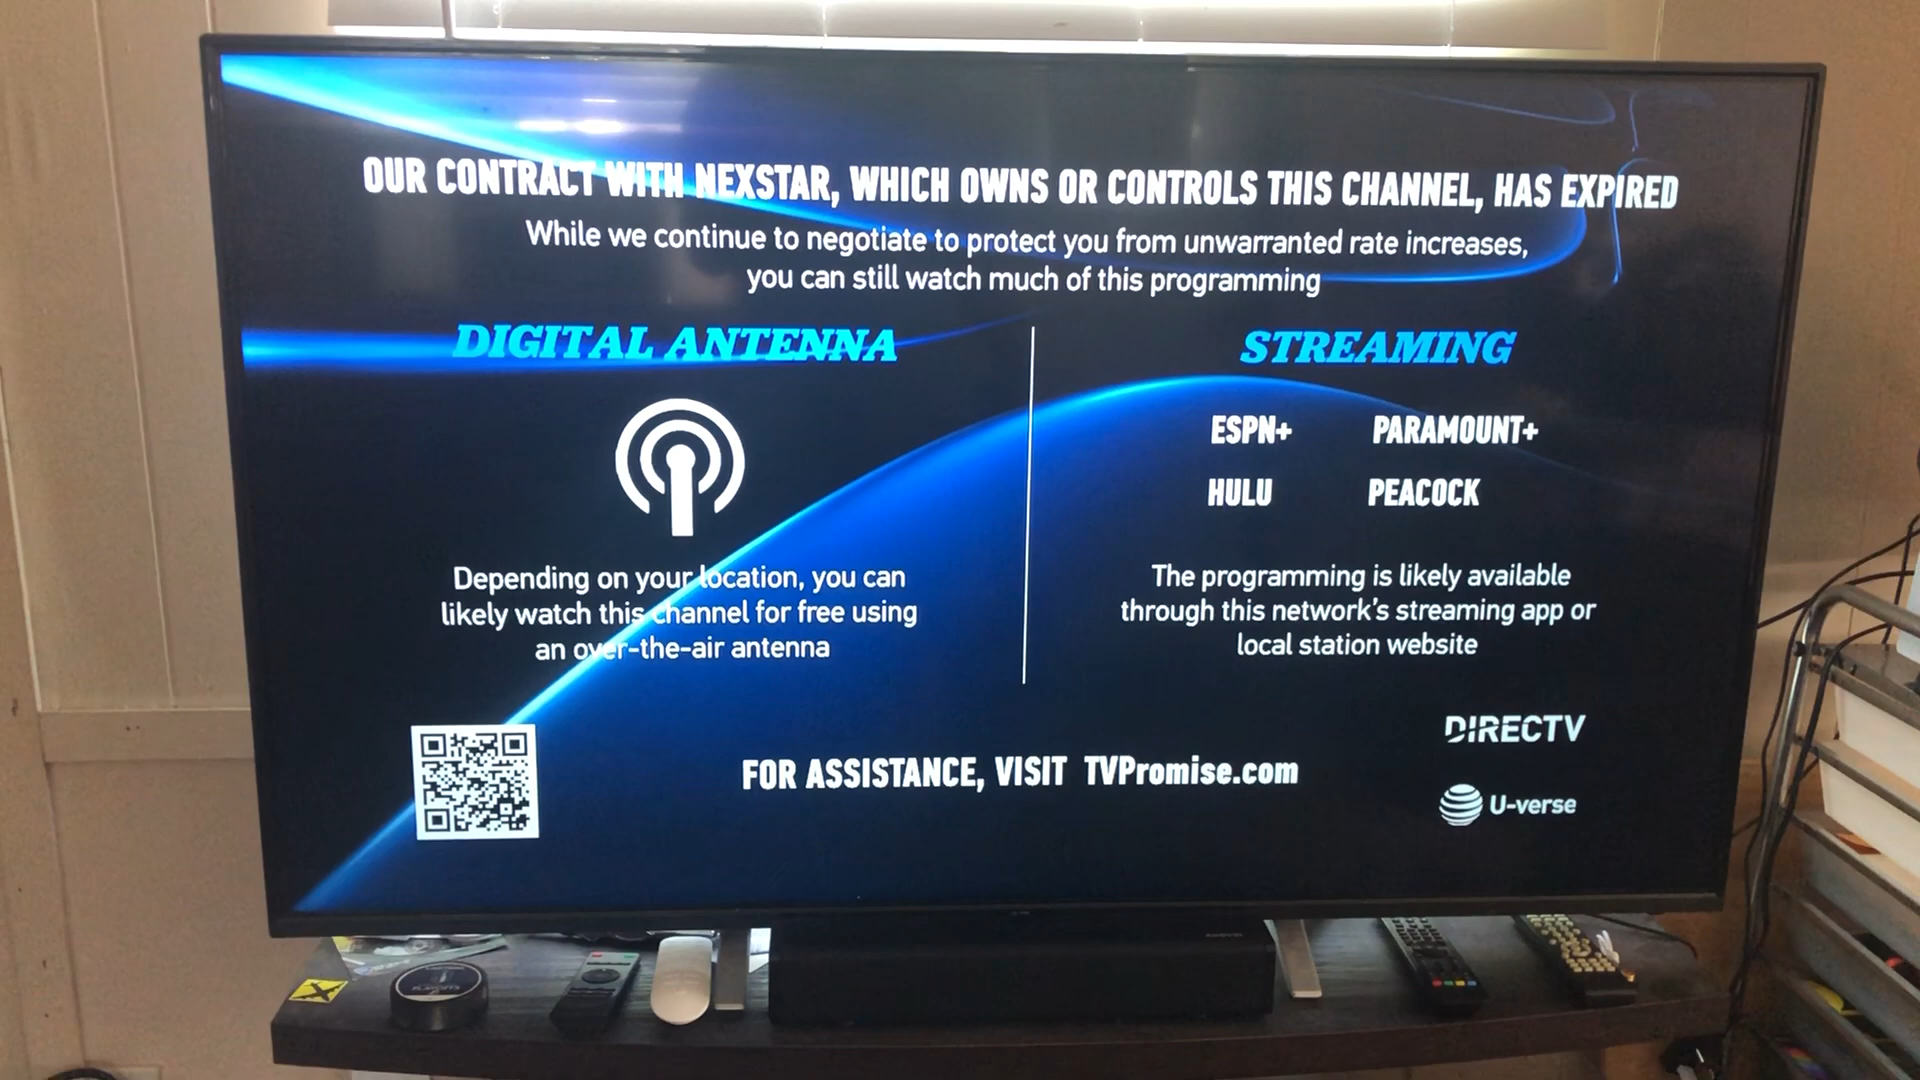 OUR CONTRACT WITH NEXSTAR, WHICH OWNS OR CONTROLS THIS CHANNEL, HAS EXPIRED
While we continue to negotiate to protect you from unwarranted rate increases,
you can still watch much of this programming
DIGITAL ANTENNA
STREAMING
ESPN+ PARAMOUNT+
HULU PEACOCK
Depending on your location, you can
likely watch this channel for free using
an over-the-air antenna
The programming is likely available
through this network's streaming app or
local station website
DIRECTV
FOR ASSISTANCE, VISIT TVPromise.com
U-verse